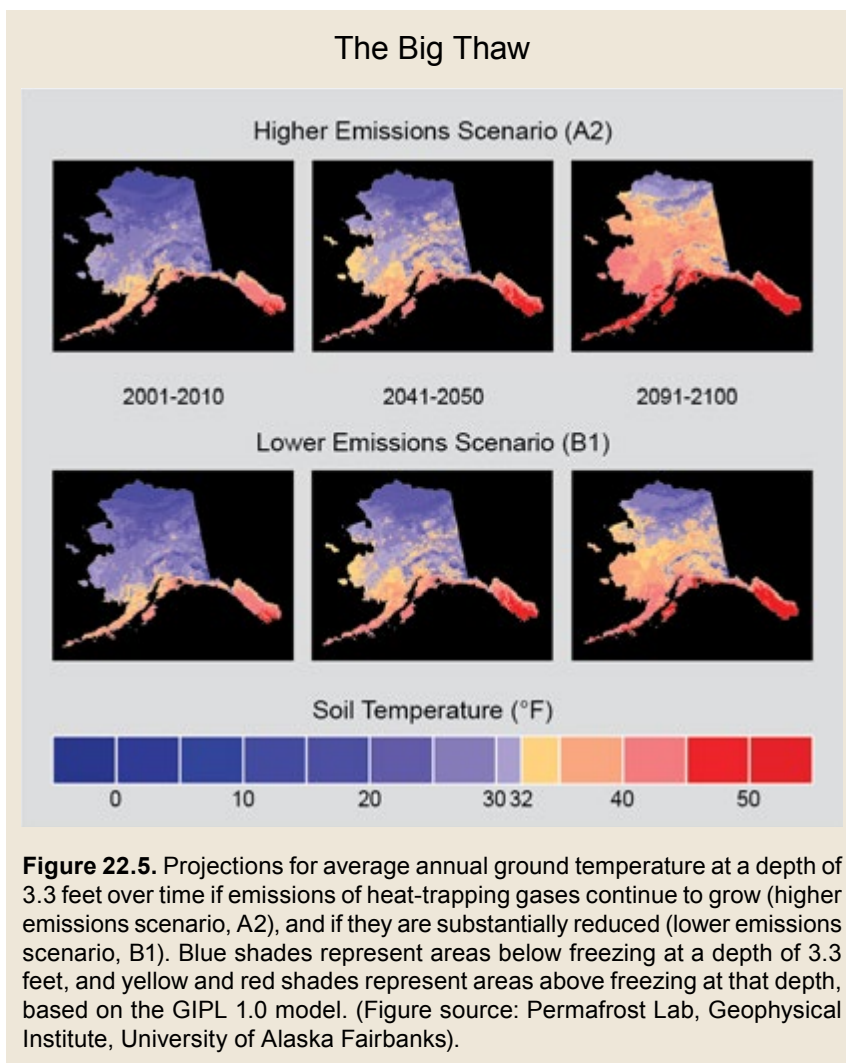 The Big Thaw
Higher Emissions Scenario (A2)
2001-2010 2041-2050 2091-2100
Lower Emissions Scenario (B1)
Soil Temperature (°F)
0 10 20 30 32 40 50
Figure 22.5. Projections for average annual ground temperature at a depth of
3.3 feet over time if emissions of heat-trapping gases continue to grow (higher
emissions scenario, A2), and if they are substantially reduced (lower emissions
scenario, B1). Blue shades represent areas below freezing at a depth of 3.3
feet, and yellow and red shades represent areas above freezing at that depth,
based on the GIPL 1.0 model. (Figure source: Permafrost Lab, Geophysical
Institute, University of Alaska Fairbanks).